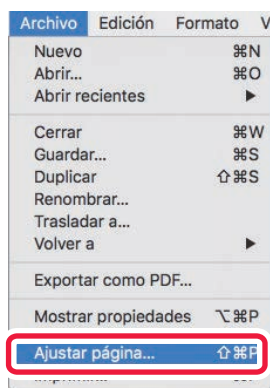 Archivo Edición Formato V
Nuevo ⌘N
Abrir... ⌘O
Abrir recientes ▶
Cerrar ⌘W
Guardar... ⌘S
Duplicar ⇧⌘S
Renombrar...
Trasladar a...
Volver a ▶
Exportar como PDF...
Mostrar propiedades ⌥⌘P
Ajustar página... ⇧⌘P